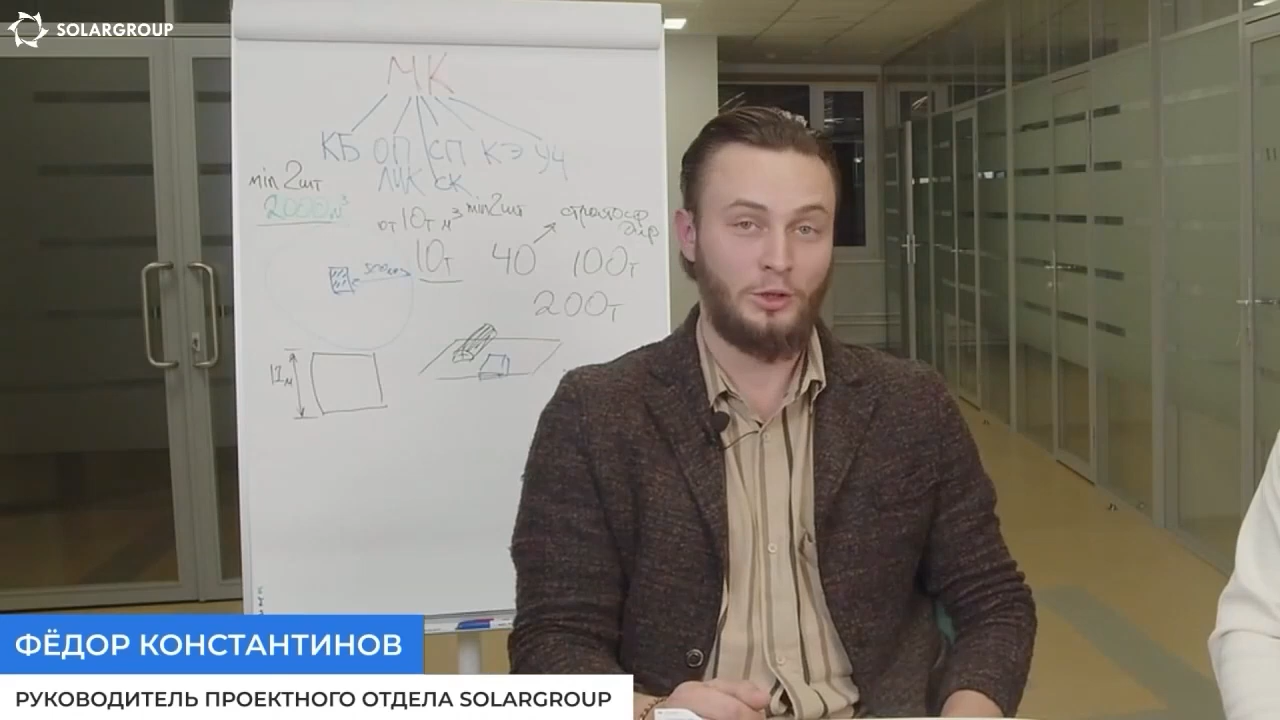 SOLARGROUP
МК
КБ ОП СП КЭ УЧ
min 2шт
2000м³
ЛИК СК
от 10т м³ min 2шт
10т 40 100т
200т
12м
ФЁДОР КОНСТАНТИНОВ
РУКОВОДИТЕЛЬ ПРОЕКТНОГО ОТДЕЛА SOLARGROUP